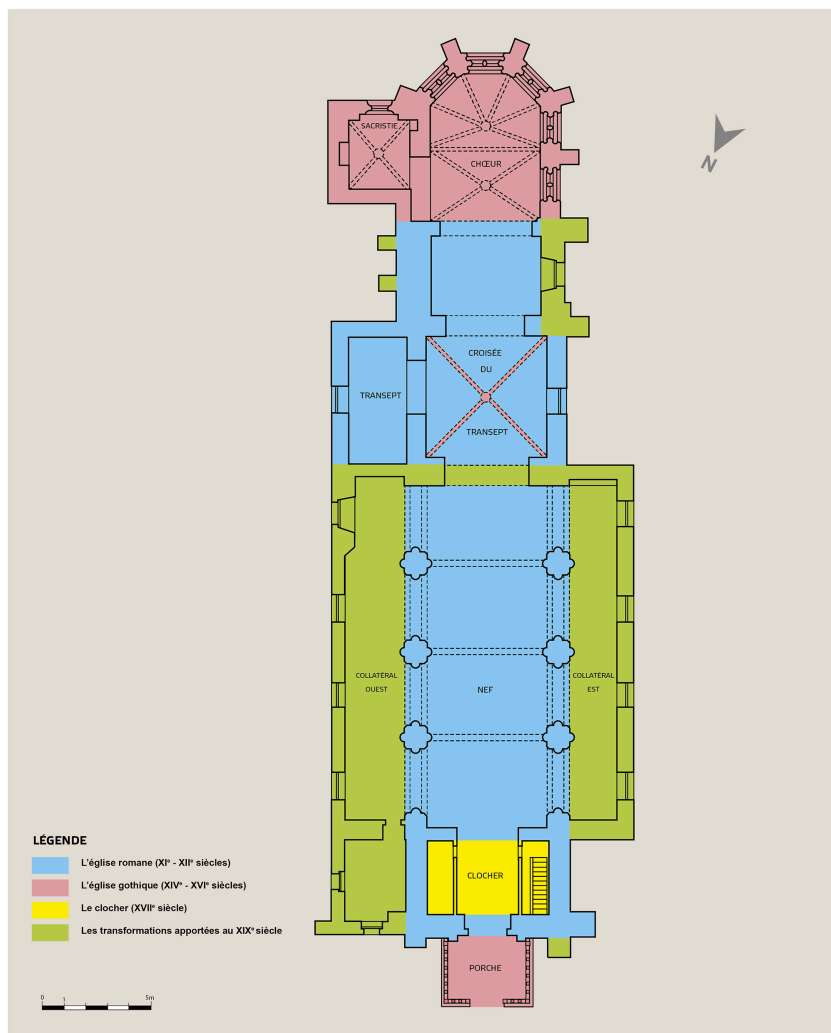 SACRISTIE
CHŒUR
N
CROISÉE
DU
TRANSEPT
TRANSEPT
COLLATÉRAL
OUEST
NEF
COLLATÉRAL
EST
CLOCHER
PORCHE
LÉGENDE
L'église romane (XIe - XIIe siècles)
L'église gothique (XIVe - XVIe siècles)
Le clocher (XVIIe siècle)
Les transformations apportées au XIXe siècle
0 1 5m